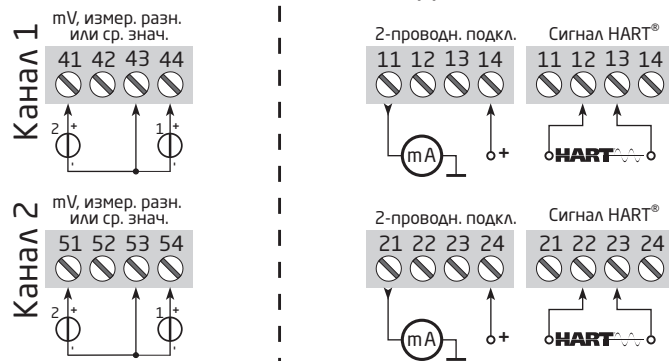 Канал 1
mV, измер. разн.
или ср. знач.
41 42 43 44
2 + - 1 + -
2-проводн. подкл.
11 12 13 14
mA +
Сигнал HART®
11 12 13 14
HART
Канал 2
mV, измер. разн.
или ср. знач.
51 52 53 54
2 + - 1 + -
2-проводн. подкл.
21 22 23 24
mA +
Сигнал HART®
21 22 23 24
HART